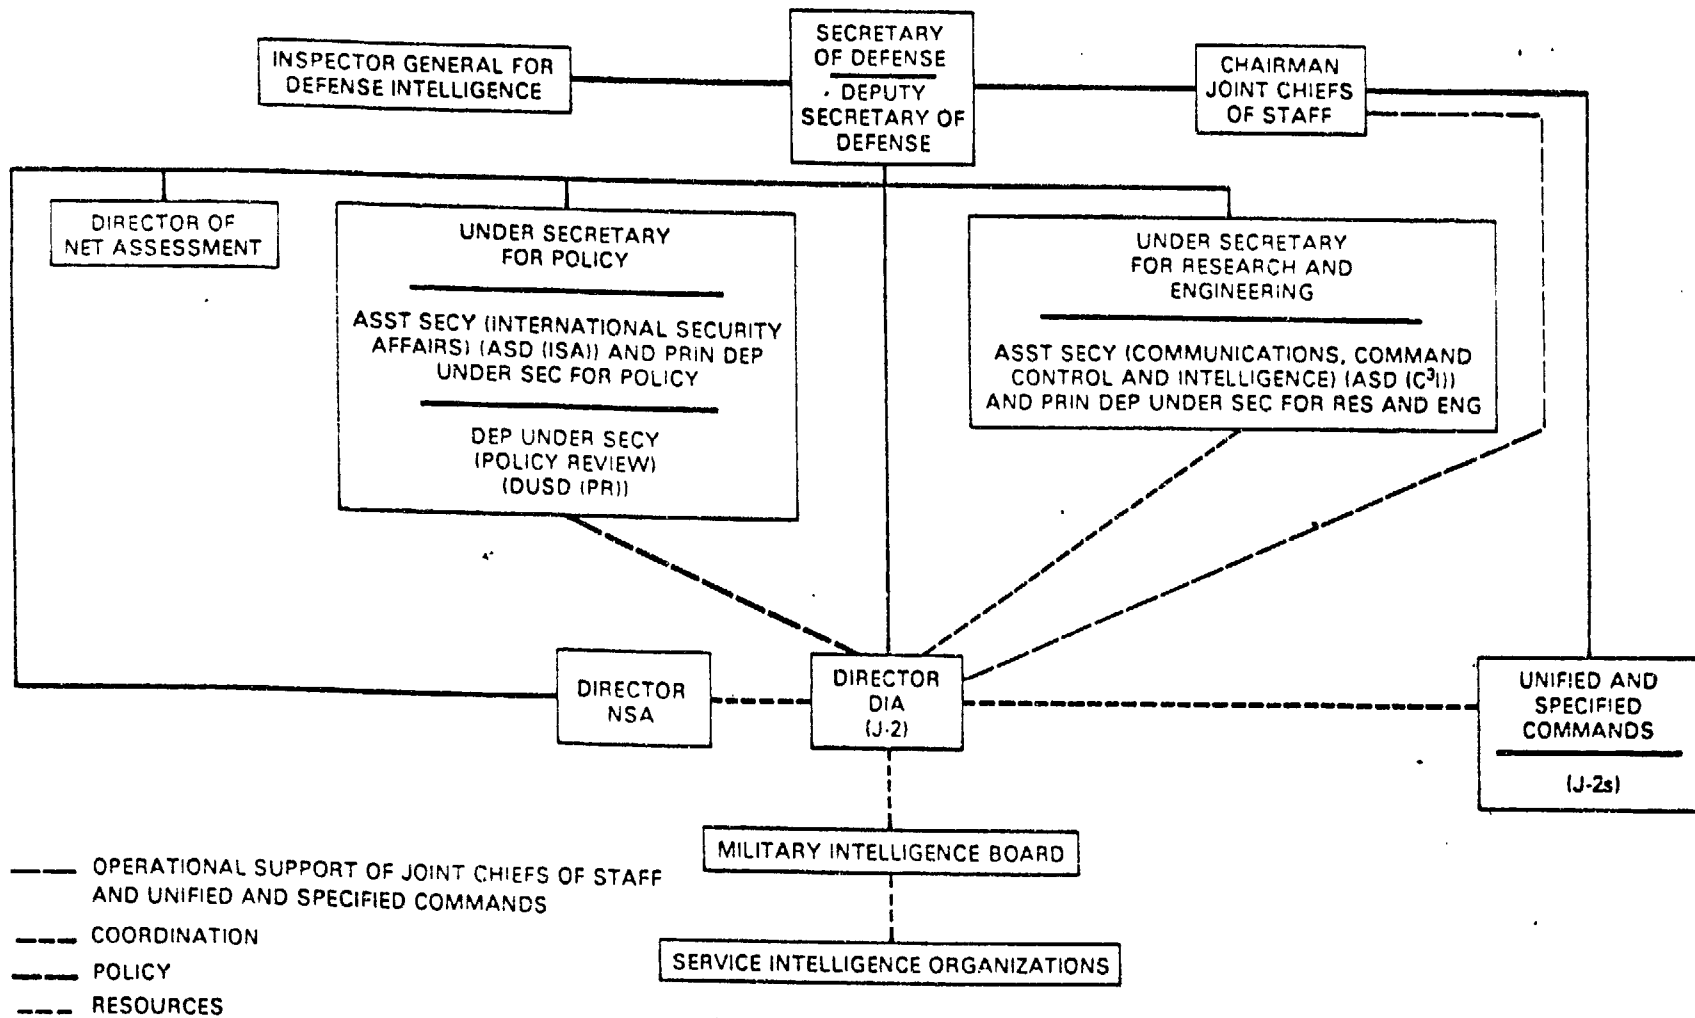 INSPECTOR GENERAL FOR
DEFENSE INTELLIGENCE
SECRETARY
OF DEFENSE
DEPUTY
SECRETARY OF
DEFENSE
CHAIRMAN
JOINT CHIEFS
OF STAFF
DIRECTOR OF
NET ASSESSMENT
UNDER SECRETARY
FOR POLICY
ASST SECY (INTERNATIONAL SECURITY
AFFAIRS) (ASD (ISA)) AND PRIN DEP
UNDER SEC FOR POLICY
DEP UNDER SECY
(POLICY REVIEW)
(DUSD (PR))
UNDER SECRETARY
FOR RESEARCH AND
ENGINEERING
ASST SECY (COMMUNICATIONS, COMMAND
CONTROL AND INTELLIGENCE) (ASD (C³I))
AND PRIN DEP UNDER SEC FOR RES AND ENG
DIRECTOR
NSA
DIRECTOR
DIA
(J-2)
UNIFIED AND
SPECIFIED
COMMANDS
(J-2s)
MILITARY INTELLIGENCE BOARD
SERVICE INTELLIGENCE ORGANIZATIONS
OPERATIONAL SUPPORT OF JOINT CHIEFS OF STAFF
AND UNIFIED AND SPECIFIED COMMANDS
COORDINATION
POLICY
RESOURCES